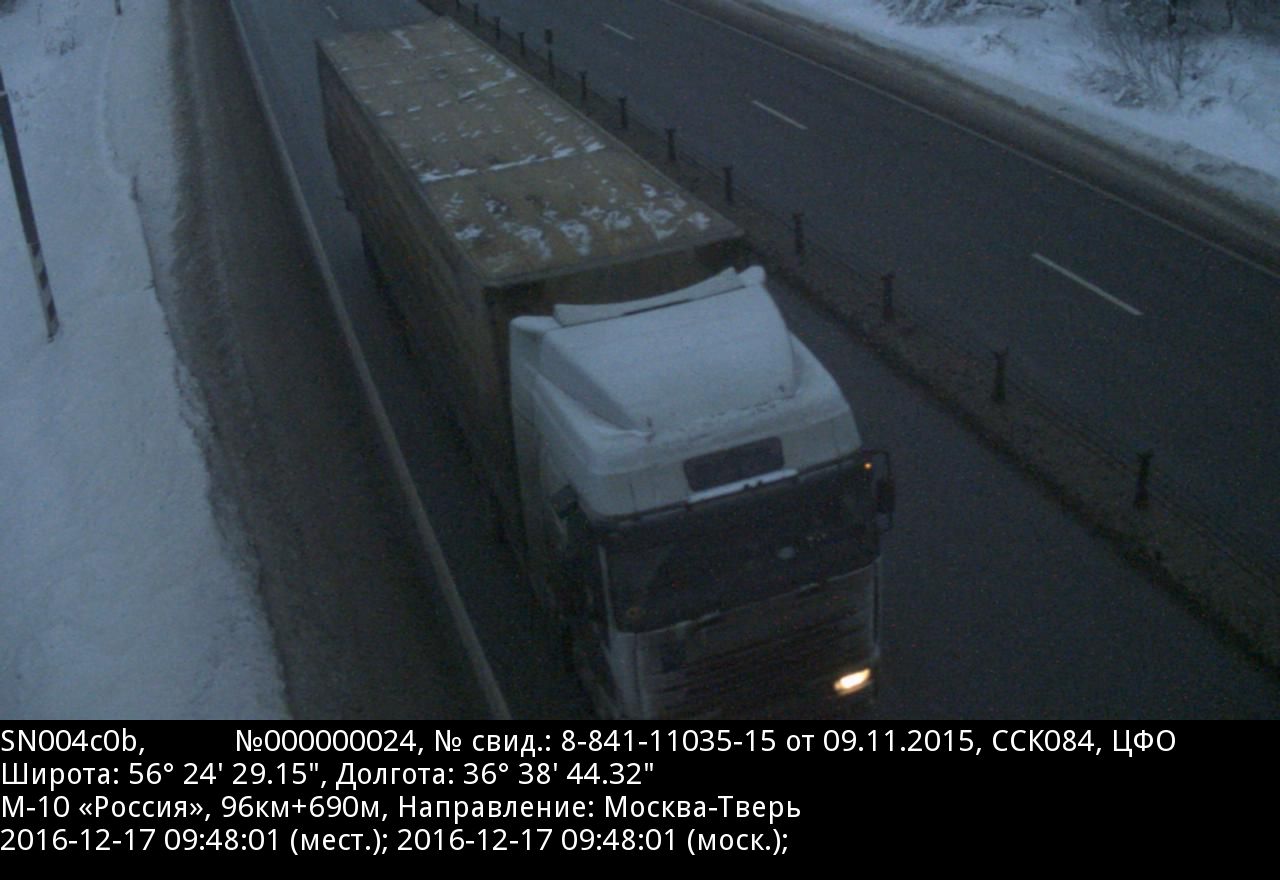 SN004c0b, №000000024, № свид.: 8-841-11035-15 от 09.11.2015, ССК084, ЦФО
Широта: 56° 24' 29.15", Долгота: 36° 38' 44.32"
М-10 «Россия», 96км+690м, Направление: Москва-Тверь
2016-12-17 09:48:01 (мест.); 2016-12-17 09:48:01 (моск.);